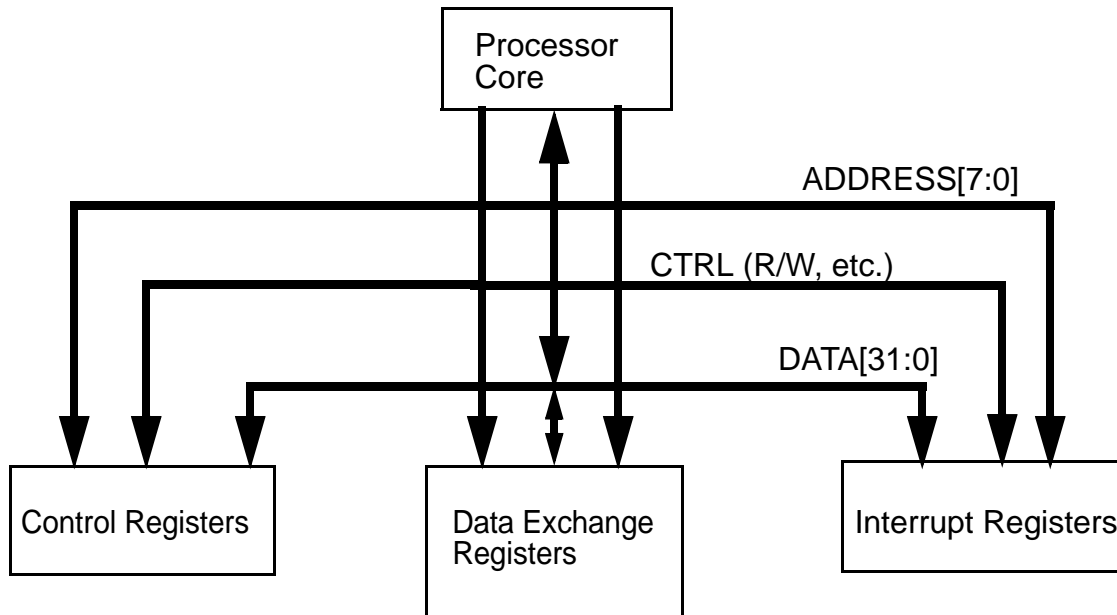 Processor
Core
ADDRESS[7:0]
CTRL (R/W, etc.)
DATA[31:0]
Control Registers
Data Exchange
Registers
Interrupt Registers